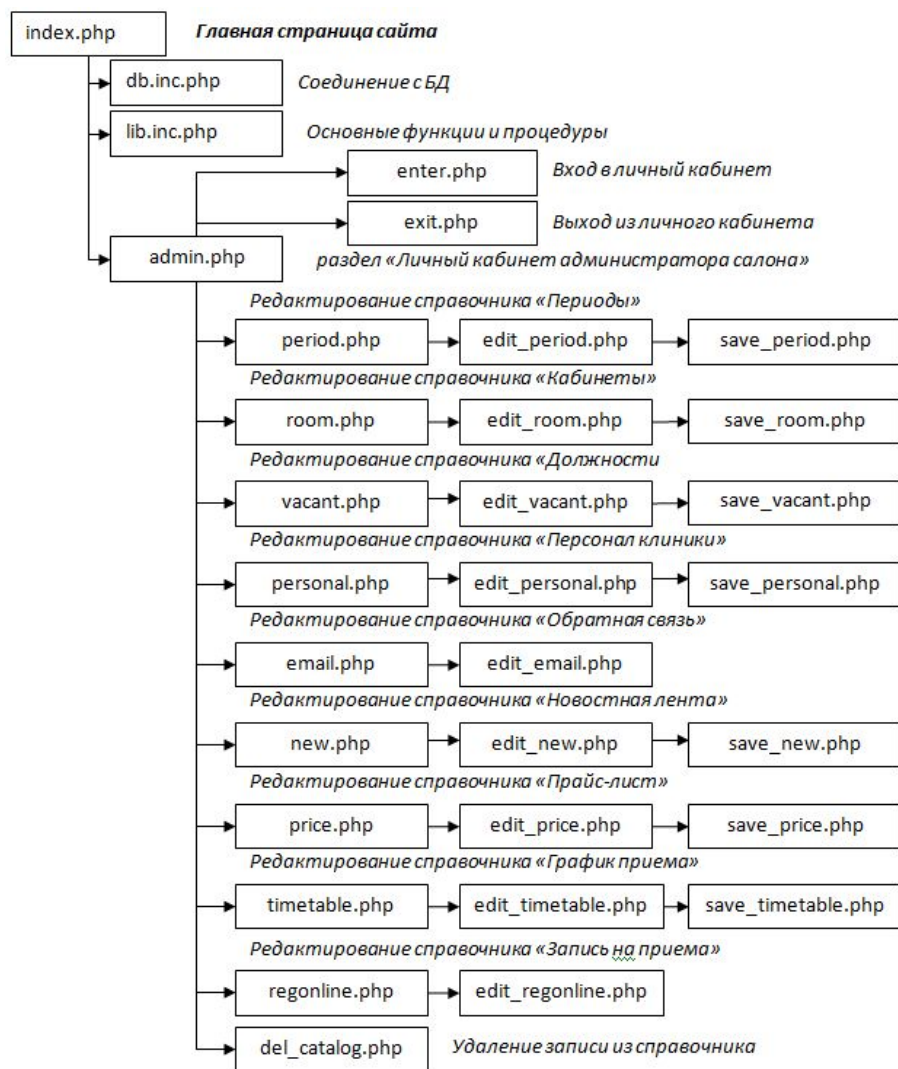 index.php Главная страница сайта
db.inc.php Соединение с БД
lib.inc.php Основные функции и процедуры
enter.php Вход в личный кабинет
exit.php Выход из личного кабинета
admin.php раздел «Личный кабинет администратора салона»
Редактирование справочника «Периоды»
period.php edit_period.php save_period.php
Редактирование справочника «Кабинеты»
room.php edit_room.php save_room.php
Редактирование справочника «Должности
vacant.php edit_vacant.php save_vacant.php
Редактирование справочника «Персонал клиники»
personal.php edit_personal.php save_personal.php
Редактирование справочника «Обратная связь»
email.php edit_email.php
Редактирование справочника «Новостная лента»
new.php edit_new.php save_new.php
Редактирование справочника «Прайс-лист»
price.php edit_price.php save_price.php
Редактирование справочника «График приема»
timetable.php edit_timetable.php save_timetable.php
Редактирование справочника «Запись на приема»
regonline.php edit_regonline.php
del_catalog.php Удаление записи из справочника